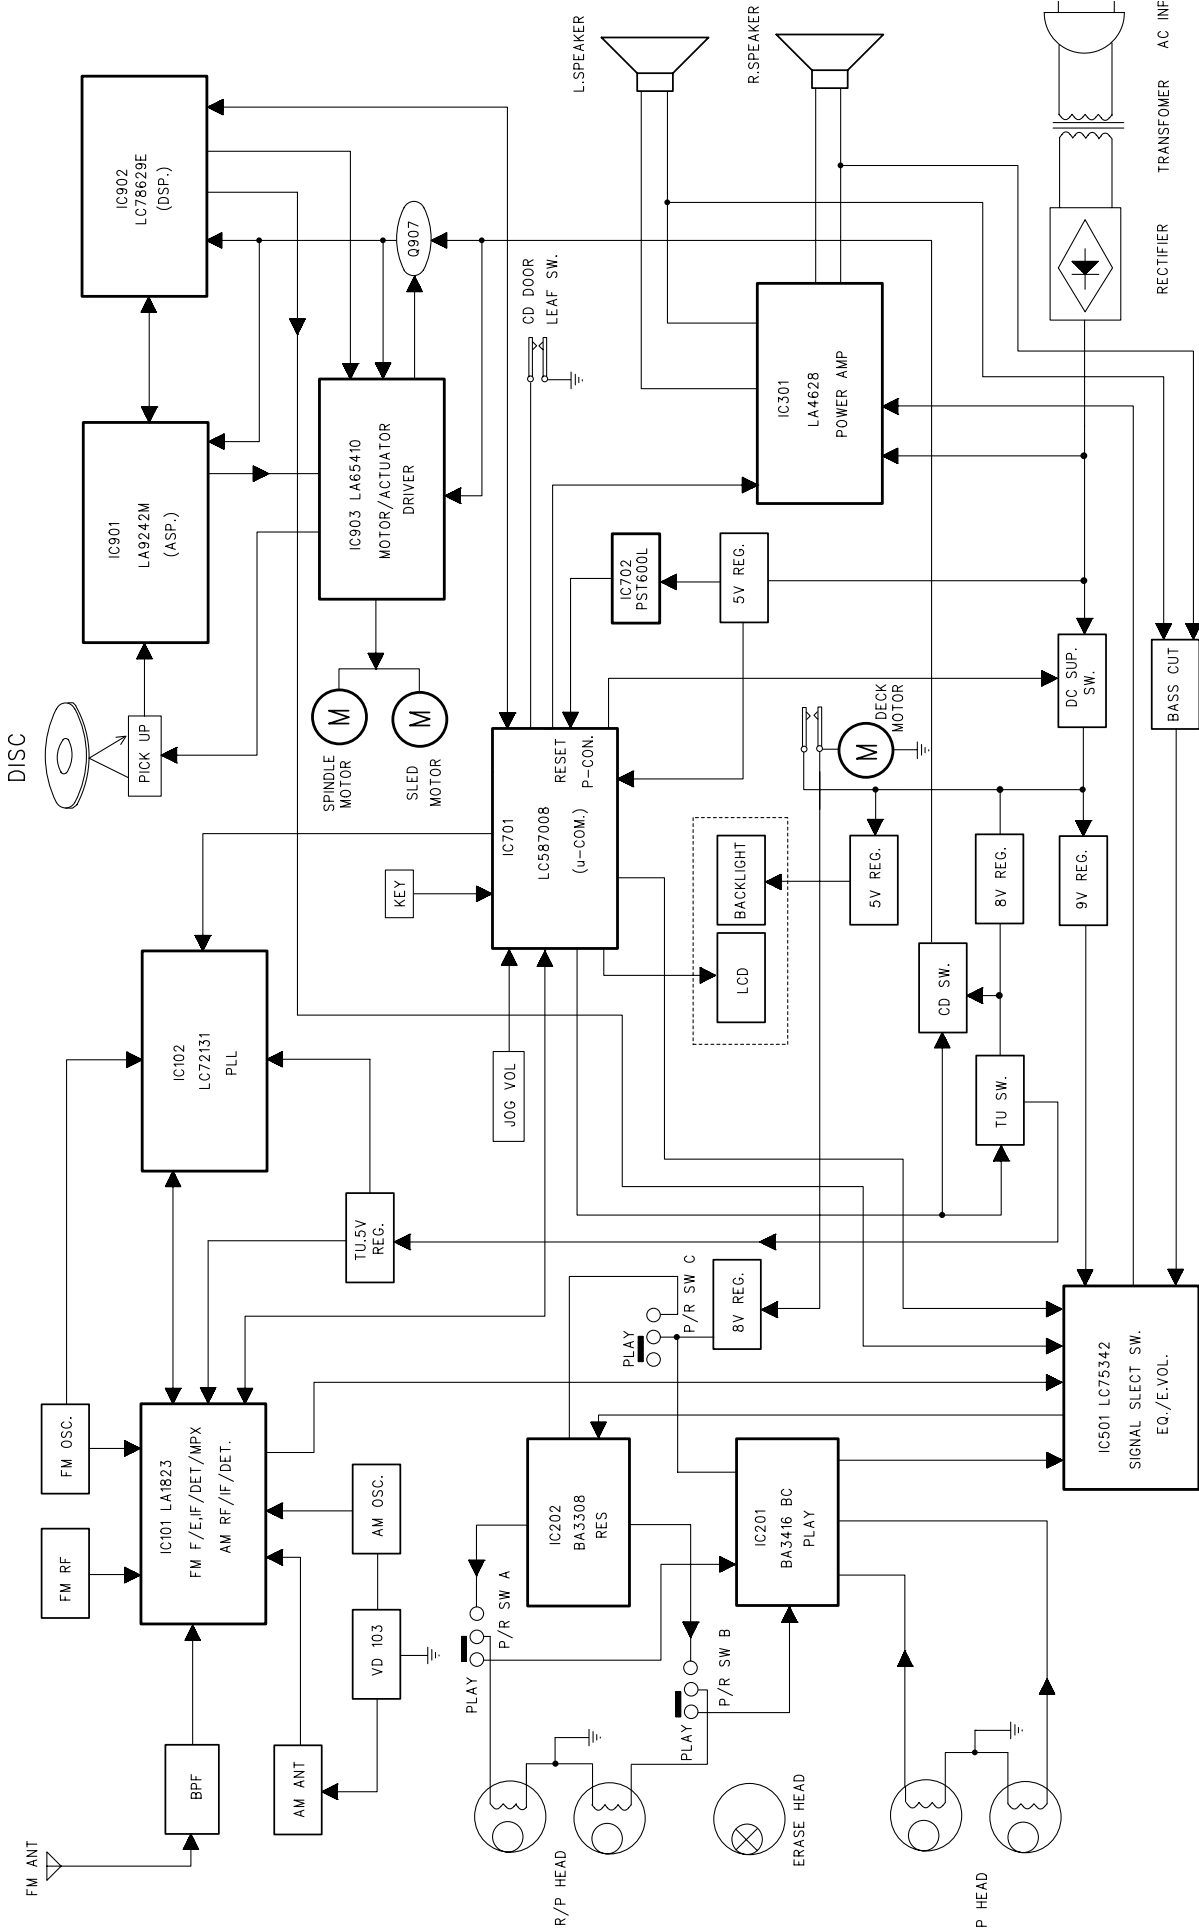 FM ANT
FM RF
FM OSC.
DISC
BPF
IC101 LA1823
FM F/E,IF/DET/MPX
AM RF/IF/DET.
IC102
LC72131
PLL
PICK UP
IC901
LA9242M
(ASP.)
IC902
LC78629E
(DSP.)
AM ANT
VD 103
AM OSC.
TU.5V
REG.
KEY
SPINDLE
MOTOR
SLED
MOTOR
IC903 LA65410
MOTOR/ACTUATOR
DRIVER
Q907
PLAY
P/R SW A
JOG VOL
IC701
LC587008
(u-COM.)
RESET
P-CON.
CD DOOR
LEAF SW.
L.SPEAKER
R/P HEAD
IC202
BA3308
RES
PLAY
P/R SW C
IC702
PST600L
PLAY
P/R SW B
8V REG.
LCD
BACKLIGHT
5V REG.
R.SPEAKER
ERASE HEAD
IC201
BA3416 BC
PLAY
DECK
MOTOR
IC301
LA4628
POWER AMP
5V REG.
CD SW.
P HEAD
TU SW.
8V REG.
9V REG.
DC SUP.
SW.
IC501 LC75342
SIGNAL SLECT SW.
EQ./E.VOL.
BASS CUT
RECTIFIER
TRANSFOMER
AC